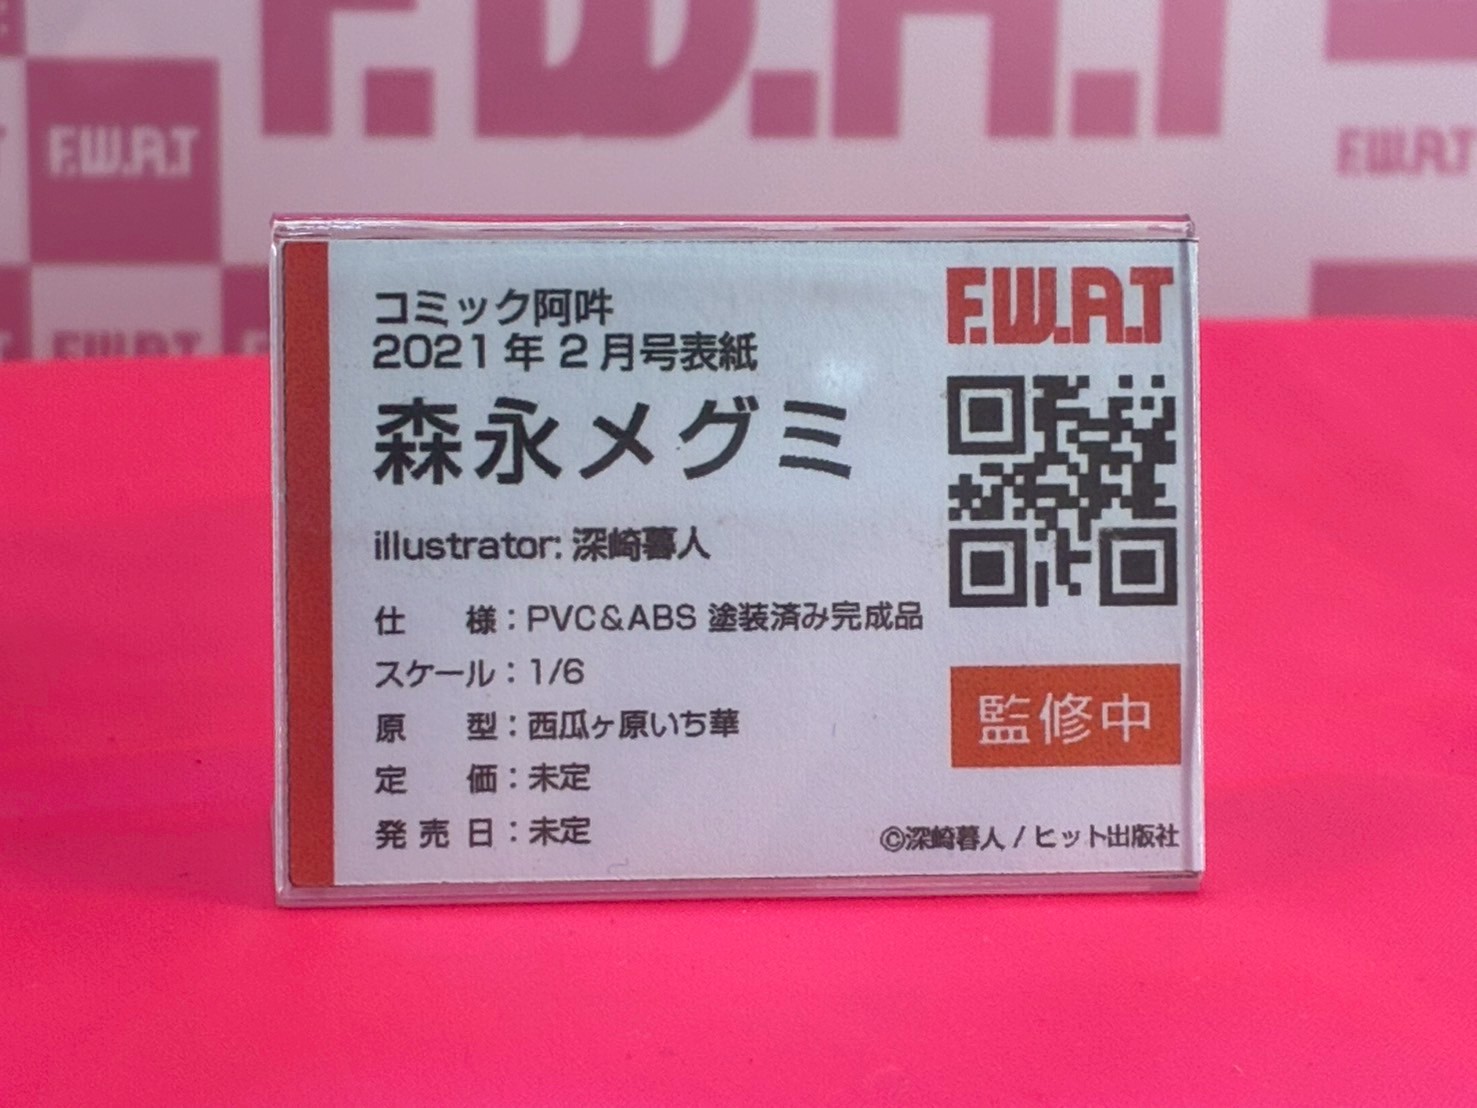 F.W.A.T
F.W.A.T
F.W.A.T
F.W.A.T
コミック阿吽
2021年2月号表紙
森永メグミ
illustrator: 深崎暮人
仕様：PVC&ABS 塗装済み完成品
スケール：1/6
原型：西瓜ヶ原いち華
定価：未定
発売日：未定
F.W.A.T
監修中
©深崎暮人 / ヒット出版社